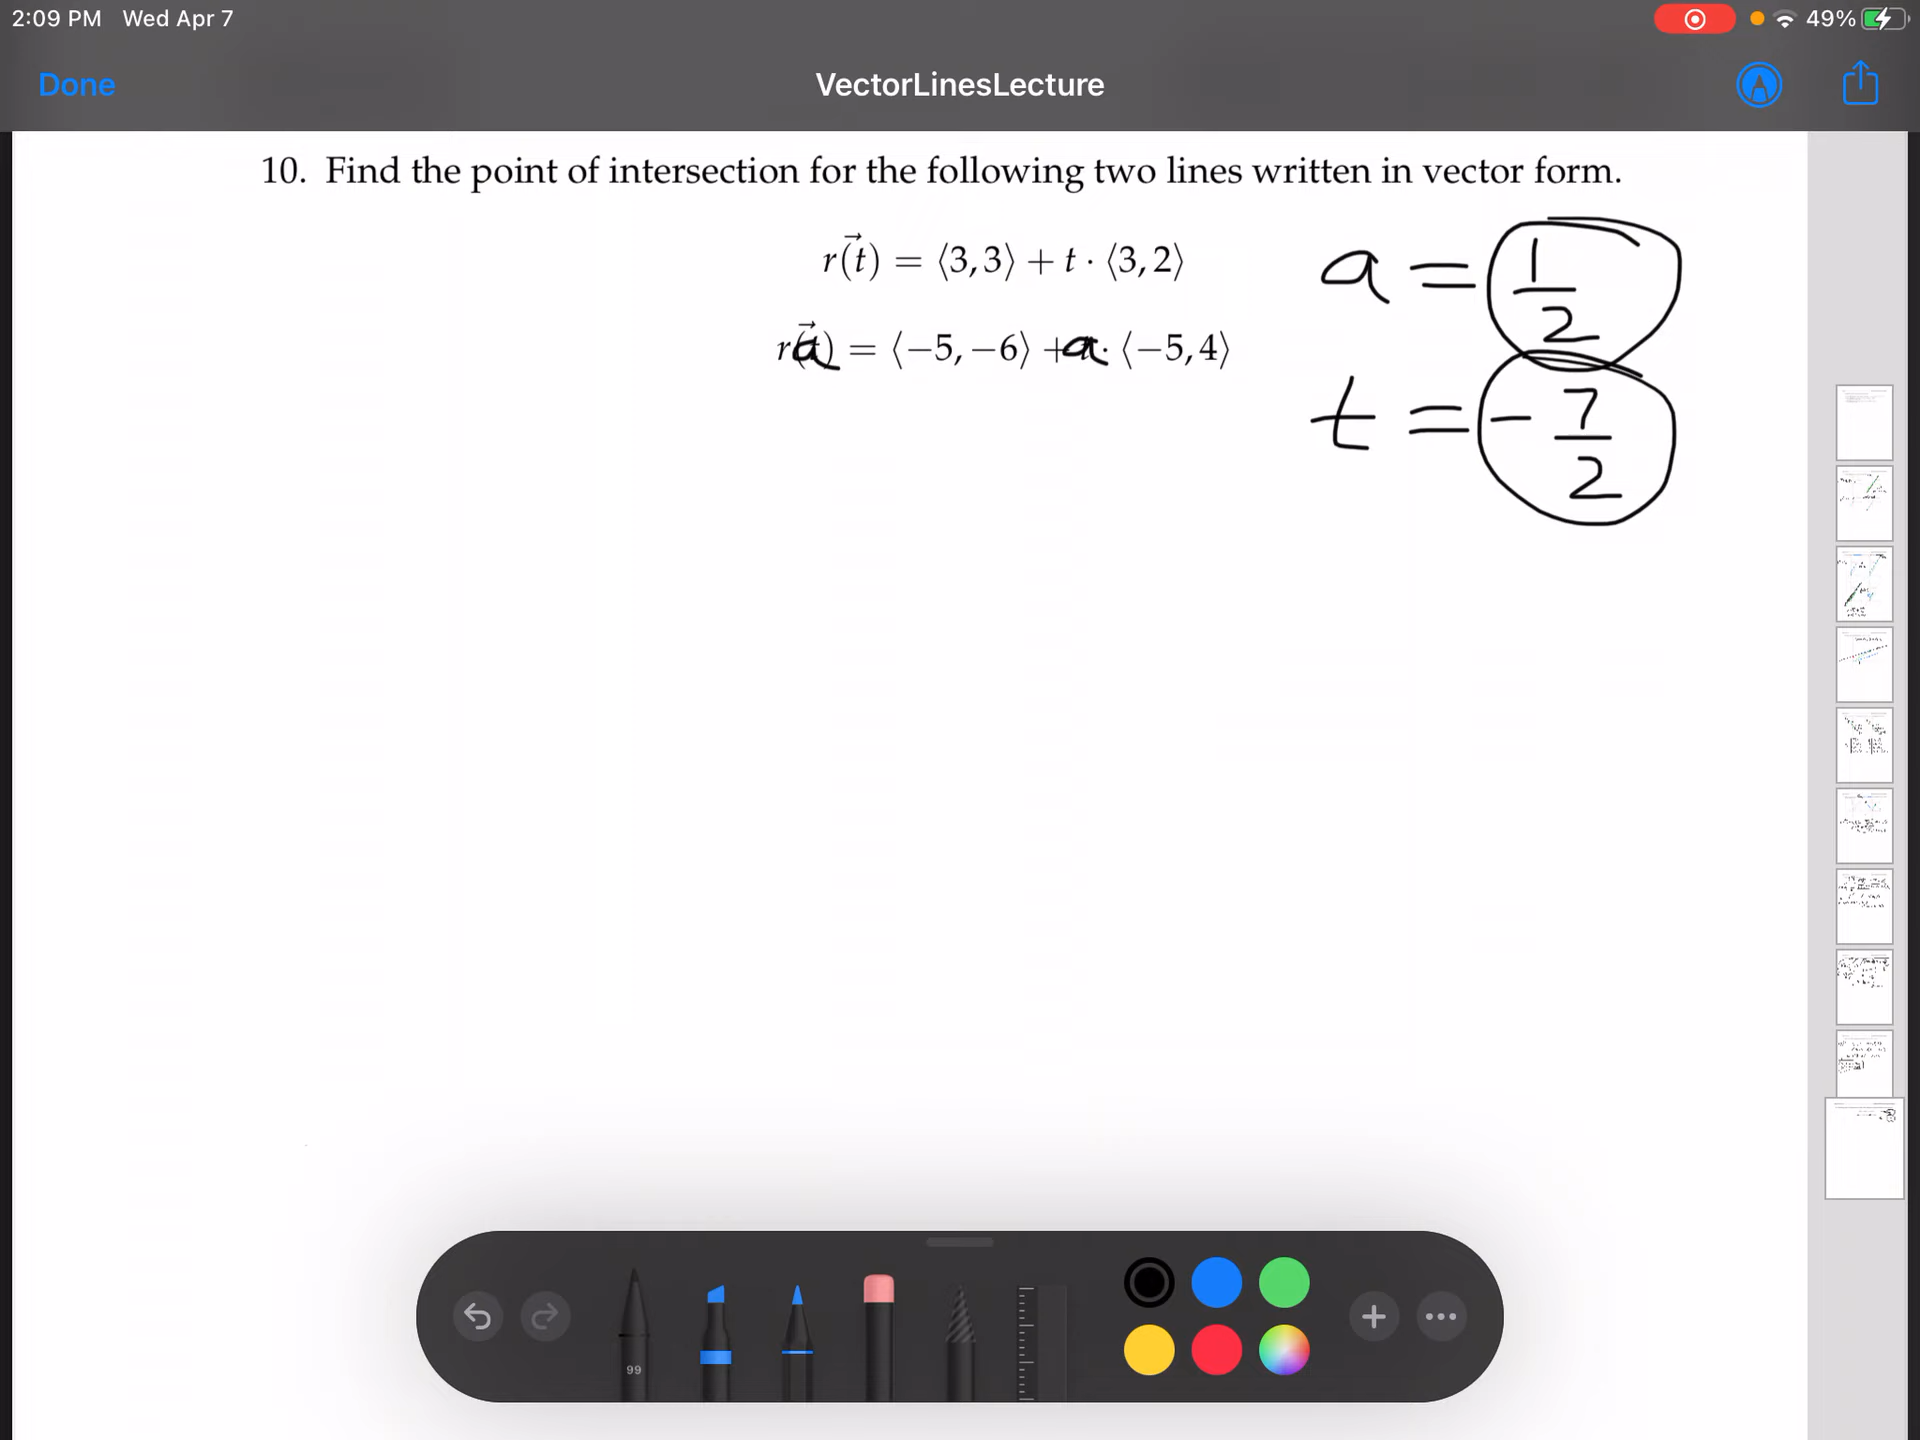 2:09 PM Wed Apr 7
49%
Done
VectorLinesLecture
10. Find the point of intersection for the following two lines written in vector form.
r(t) = ⟨3, 3⟩ + t · ⟨3, 2⟩
r(a) = ⟨−5, −6⟩ + a · ⟨−5, 4⟩
a = 1/2
t = − 7/2
99